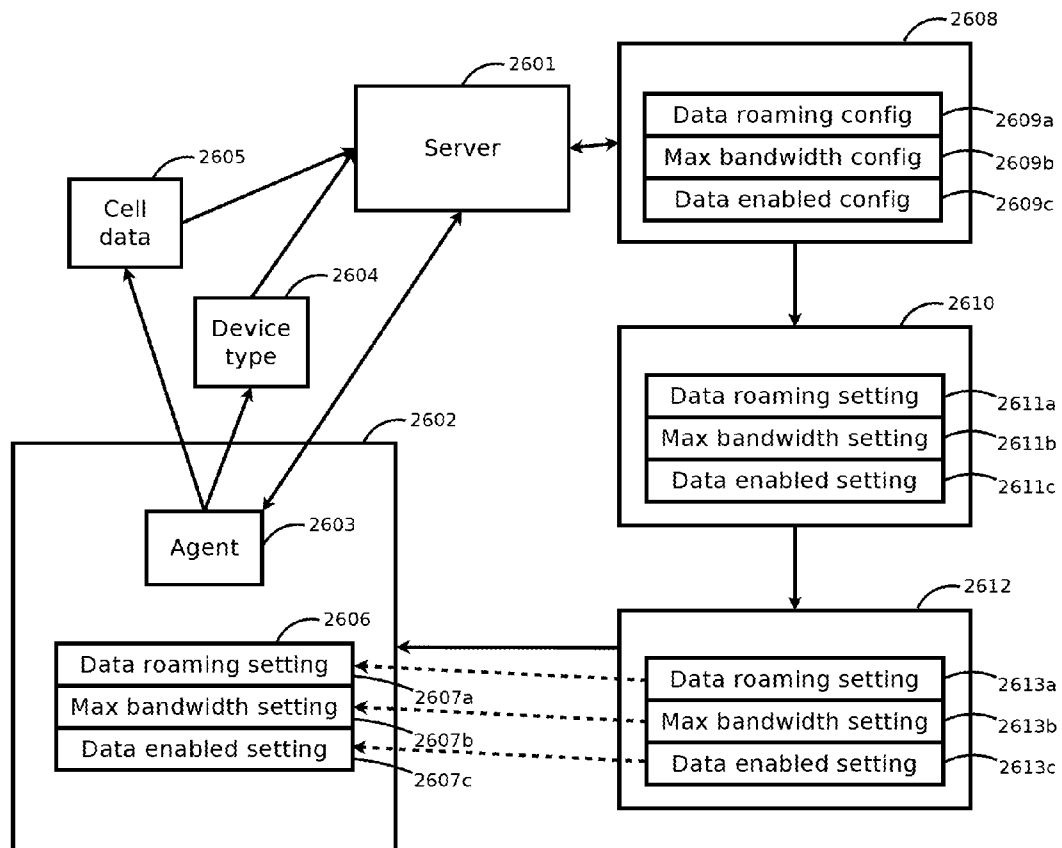 2608
2601
Server
Data roaming config
2609a
Max bandwidth config
2609b
Data enabled config
2609c
2605
Cell
data
2604
Device
type
2610
Data roaming setting
2611a
Max bandwidth setting
2611b
Data enabled setting
2611c
2602
Agent
2603
2606
Data roaming setting
2607a
Max bandwidth setting
2607b
Data enabled setting
2607c
2612
Data roaming setting
2613a
Max bandwidth setting
2613b
Data enabled setting
2613c